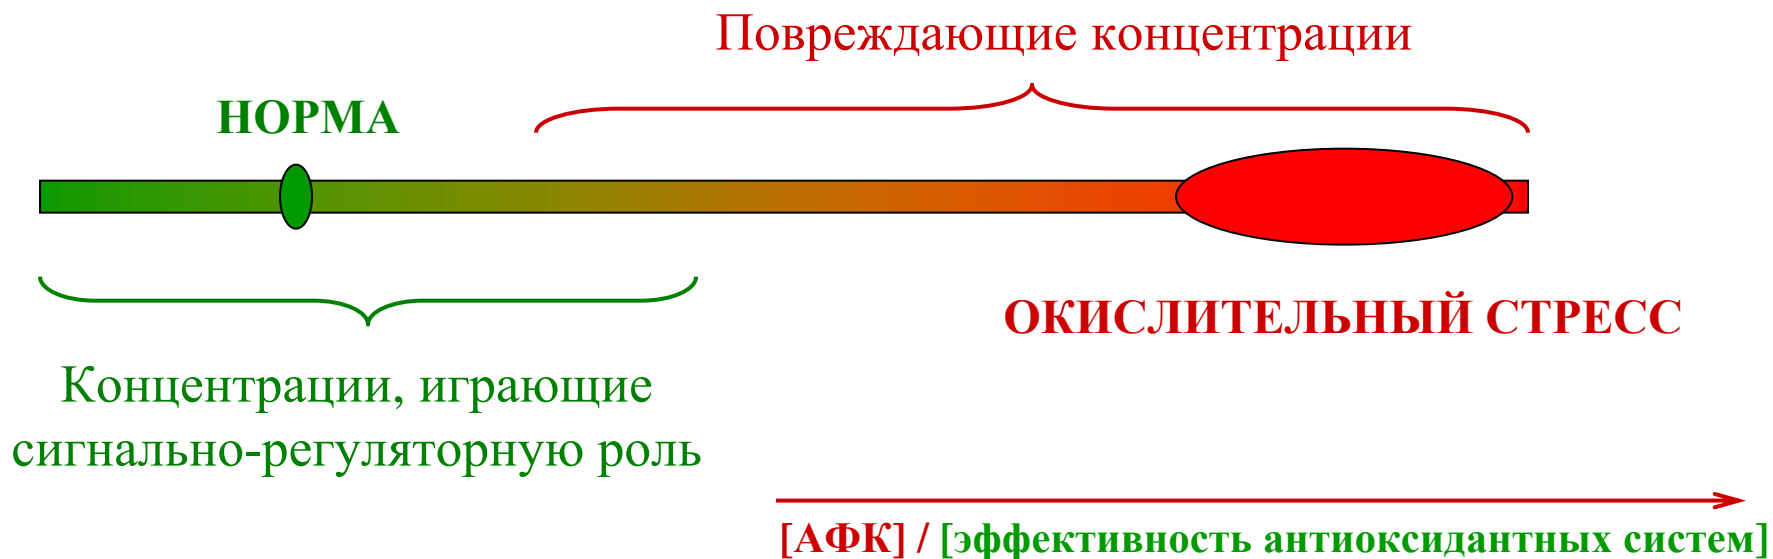 Повреждающие концентрации
НОРМА
ОКИСЛИТЕЛЬНЫЙ СТРЕСС
Концентрации, играющие
сигнально-регуляторную роль
[АФК] / [эффективность антиоксидантных систем]